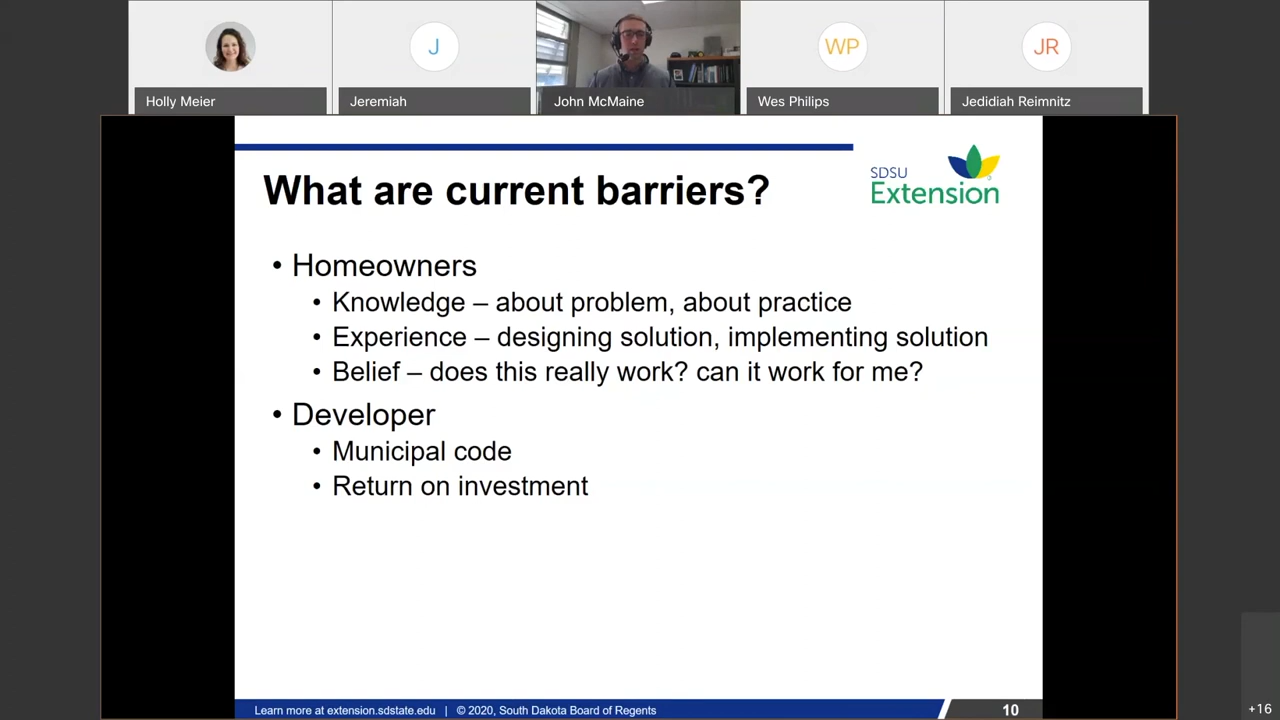 J
WP
JR
Holly Meier
Jeremiah
John McMaine
Wes Philips
Jedidiah Reimnitz
What are current barriers?
SDSU
Extension
• Homeowners
• Knowledge – about problem, about practice
• Experience – designing solution, implementing solution
• Belief – does this really work? can it work for me?
• Developer
• Municipal code
• Return on investment
Learn more at extension.sdstate.edu | © 2020, South Dakota Board of Regents
10
+16